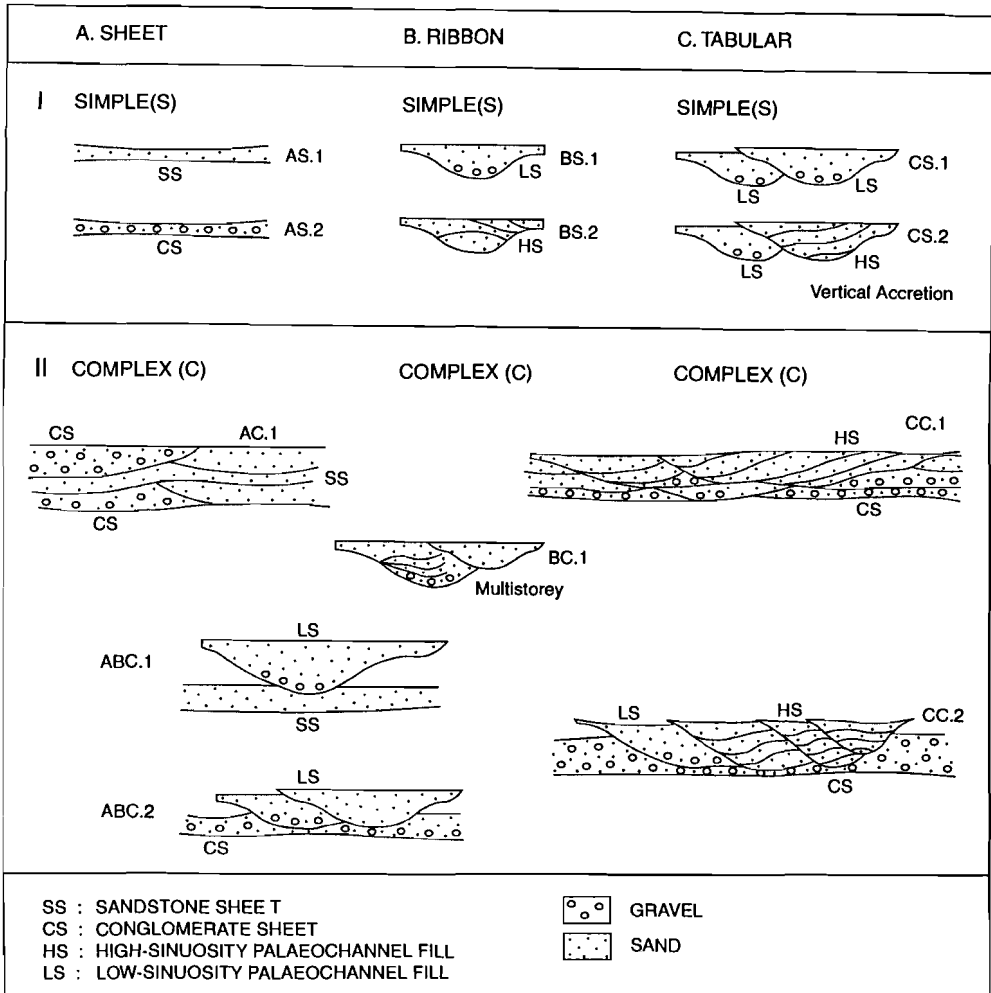 A. SHEET
B. RIBBON
C. TABULAR
I
SIMPLE(S)
SIMPLE(S)
SIMPLE(S)
AS.1
SS
BS.1
LS
CS.1
LS
LS
AS.2
CS
BS.2
HS
CS.2
LS
HS
Vertical Accretion
II
COMPLEX (C)
COMPLEX (C)
COMPLEX (C)
CS
AC.1
SS
CS
HS
CC.1
CS
BC.1
Multistorey
LS
ABC.1
SS
LS
HS
CC.2
CS
LS
ABC.2
CS
SS : SANDSTONE SHEE T
CS : CONGLOMERATE SHEET
HS : HIGH-SINUOSITY PALAEOCHANNEL FILL
LS : LOW-SINUOSITY PALAEOCHANNEL FILL
GRAVEL
SAND